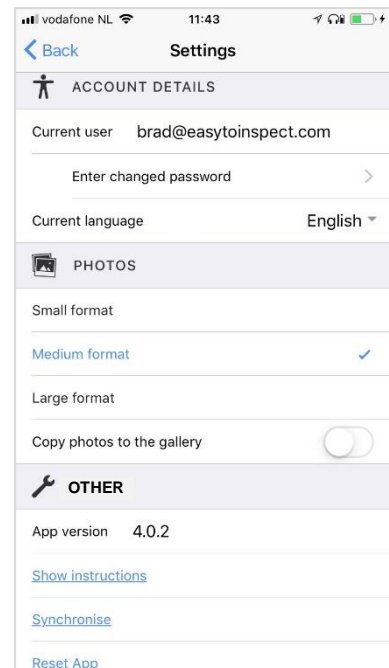 vodafone NL 11:43
Back Settings
ACCOUNT DETAILS
Current user brad@easytoinspect.com
Enter changed password
Current language English
PHOTOS
Small format
Medium format
Large format
Copy photos to the gallery
OTHER
App version 4.0.2
Show instructions
Synchronise
Reset App